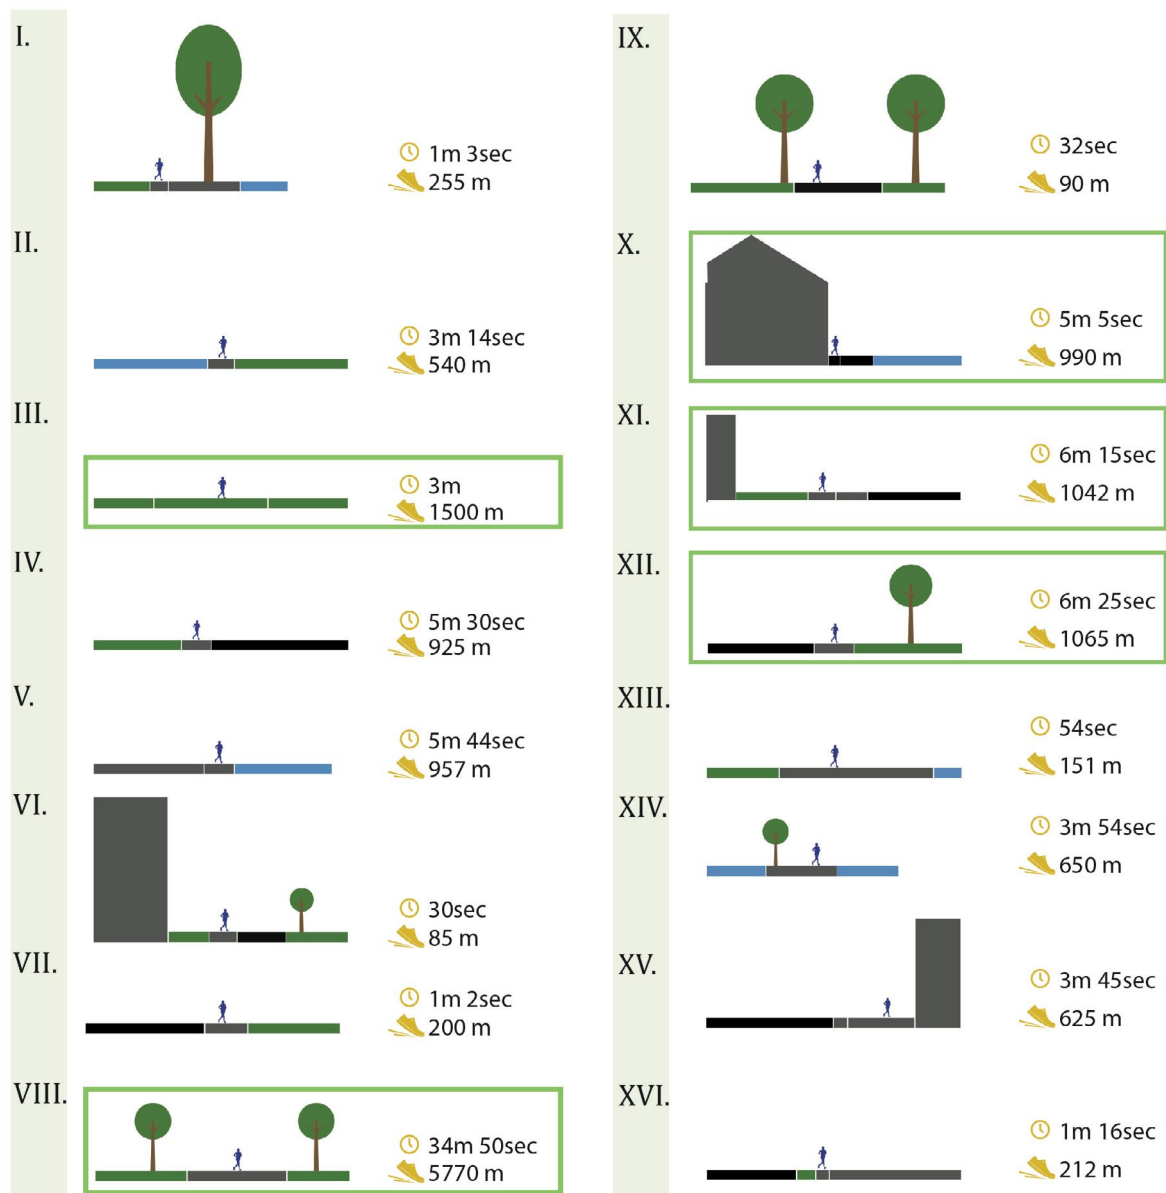 I.
1m 3sec
255 m
II.
3m 14sec
540 m
III.
3m
1500 m
IV.
5m 30sec
925 m
V.
5m 44sec
957 m
VI.
30sec
85 m
VII.
1m 2sec
200 m
VIII.
34m 50sec
5770 m
IX.
32sec
90 m
X.
5m 5sec
990 m
XI.
6m 15sec
1042 m
XII.
6m 25sec
1065 m
XIII.
54sec
151 m
XIV.
3m 54sec
650 m
XV.
3m 45sec
625 m
XVI.
1m 16sec
212 m